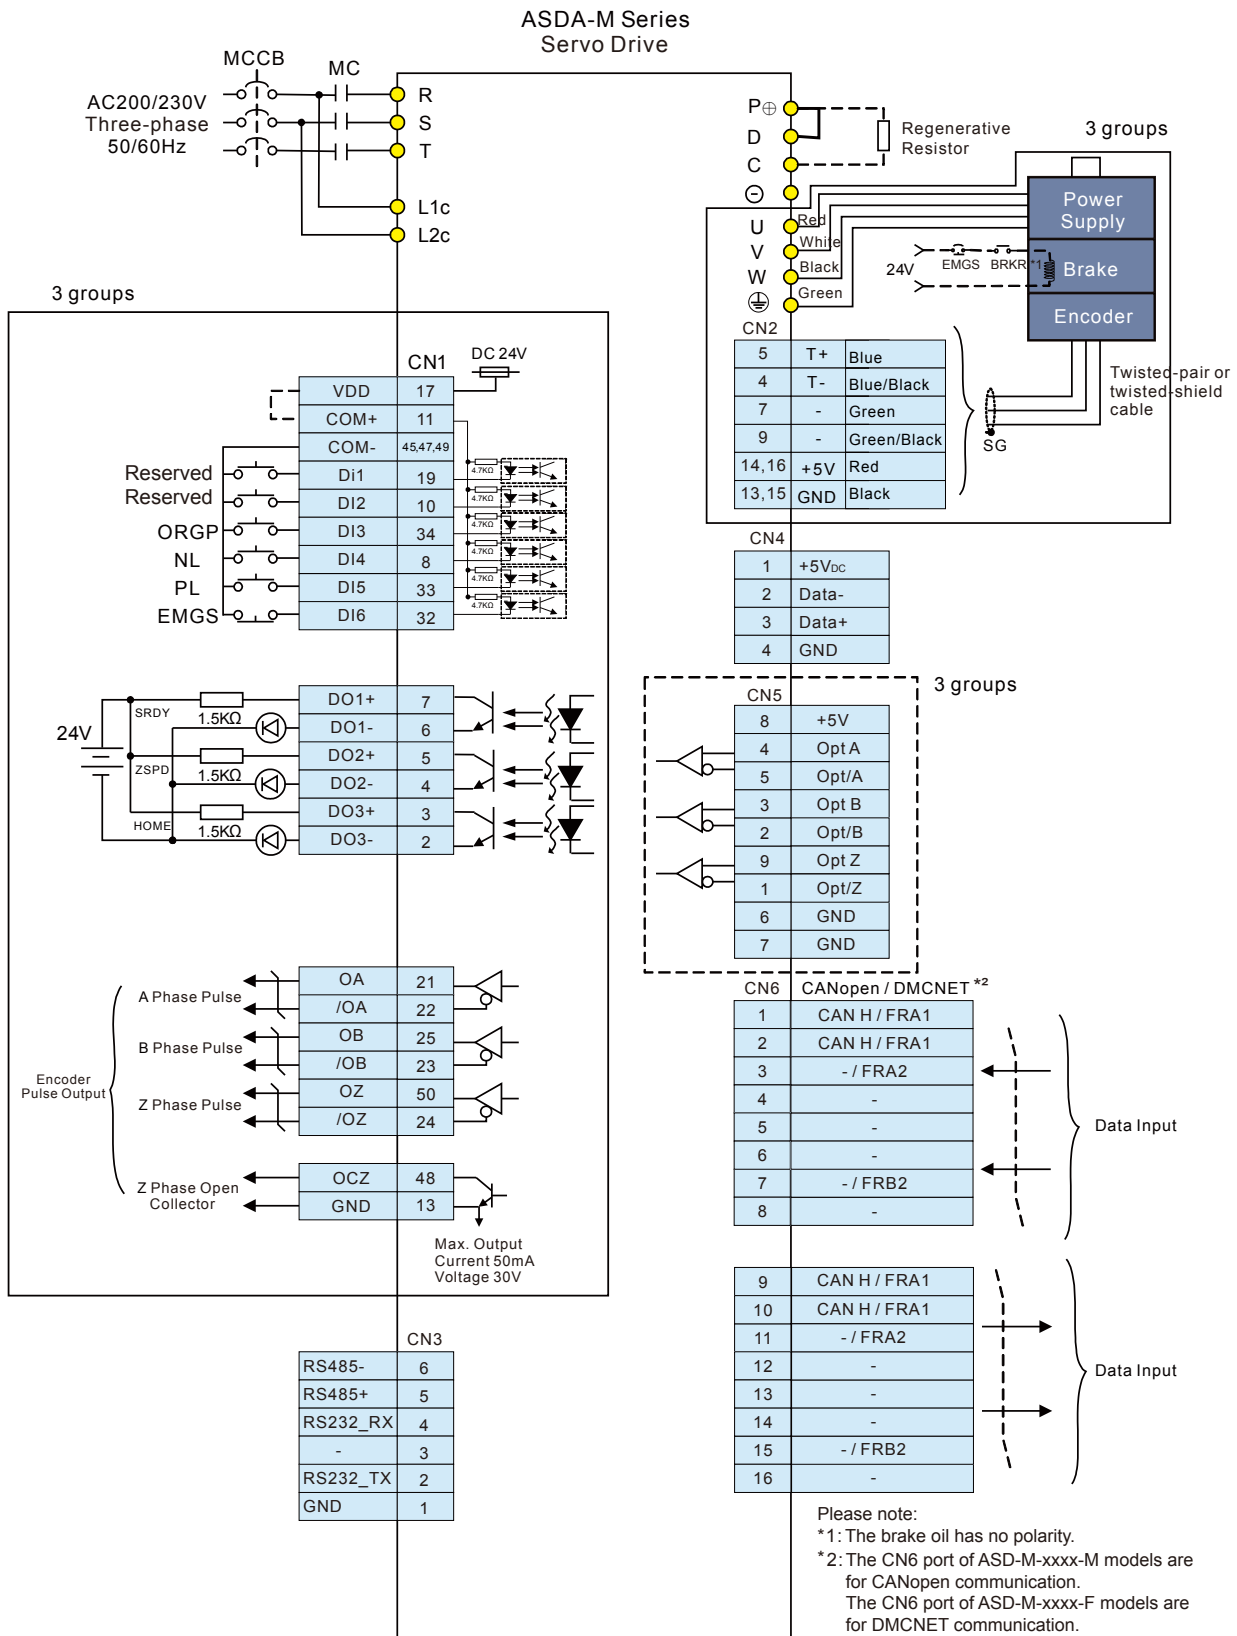 ASDA-M Series
Servo Drive
MCCB
MC
AC200/230V
Three-phase
50/60Hz
R
S
T
L1c
L2c
P⊕
D
C
⊖
U
V
W
Regenerative
Resistor
3 groups
Red
White
Black
Green
Power
Supply
Brake
Encoder
24V
EMGS
BRKR
*1
Twisted-pair or
twisted-shield
cable
SG
CN2
5 T+ Blue
4 T- Blue/Black
7 - Green
9 - Green/Black
14,16 +5V Red
13,15 GND Black
3 groups
CN1
DC 24V
VDD 17
COM+ 11
COM- 45,47,49
Reserved Di1 19 4.7KΩ
Reserved DI2 10 4.7KΩ
ORGP DI3 34 4.7KΩ
NL DI4 8 4.7KΩ
PL DI5 33 4.7KΩ
EMGS DI6 32 4.7KΩ
24V
SRDY
1.5KΩ
ZSPD
1.5KΩ
HOME
1.5KΩ
DO1+ 7
DO1- 6
DO2+ 5
DO2- 4
DO3+ 3
DO3- 2
Encoder
Pulse Output
A Phase Pulse
B Phase Pulse
Z Phase Pulse
Z Phase Open
Collector
OA 21
/OA 22
OB 25
/OB 23
OZ 50
/OZ 24
OCZ 48
GND 13
Max. Output
Current 50mA
Voltage 30V
CN3
RS485- 6
RS485+ 5
RS232_RX 4
- 3
RS232_TX 2
GND 1
CN4
1 +5VDC
2 Data-
3 Data+
4 GND
3 groups
CN5
8 +5V
4 Opt A
5 Opt/A
3 Opt B
2 Opt/B
9 Opt Z
1 Opt/Z
6 GND
7 GND
CN6 CANopen / DMCNET *2
1 CAN H / FRA1
2 CAN H / FRA1
3 - / FRA2
4 -
5 -
6 -
7 - / FRB2
8 -
Data Input
9 CAN H / FRA1
10 CAN H / FRA1
11 - / FRA2
12 -
13 -
14 -
15 - / FRB2
16 -
Data Input
Please note:
*1: The brake oil has no polarity.
*2: The CN6 port of ASD-M-xxxx-M models are
for CANopen communication.
The CN6 port of ASD-M-xxxx-F models are
for DMCNET communication.